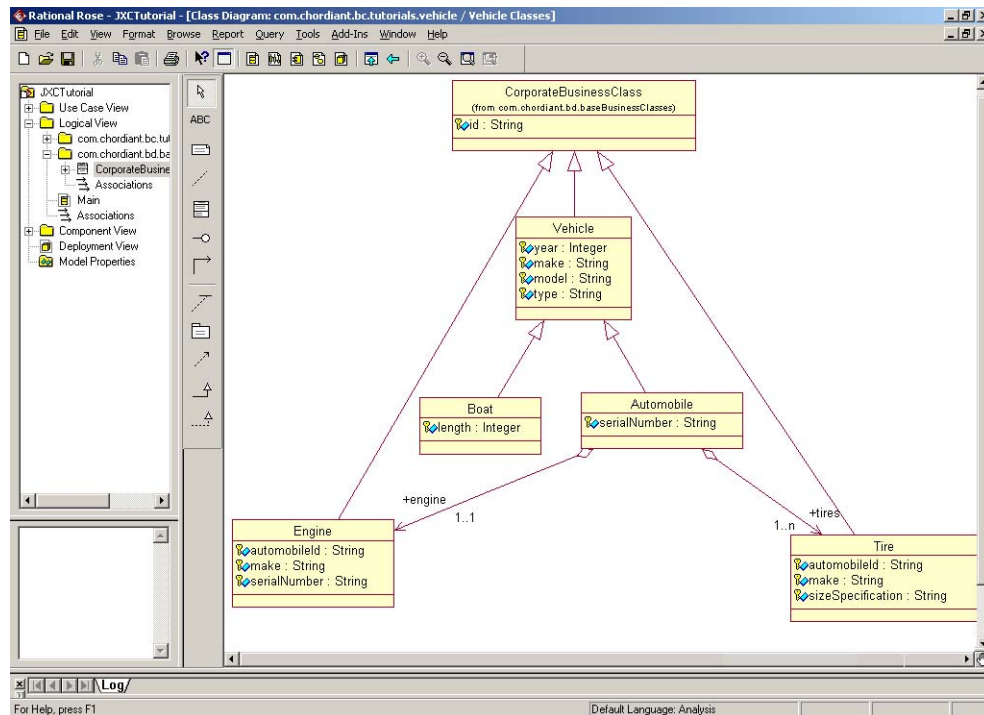 Rational Rose - JXCTutorial - [Class Diagram: com.chordiant.bc.tutorials.vehicle / Vehicle Classes]
File Edit View Format Browse Report Query Tools Add-Ins Window Help
JXCTutorial
Use Case View
Logical View
com.chordiant.bc.tu
com.chordiant.bd.ba
CorporateBusine
Associations
Main
Associations
Component View
Deployment View
Model Properties
ABC
CorporateBusinessClass
(from com.chordiant.bd.baseBusinessClasses)
id : String
Vehicle
year : Integer
make : String
model : String
type : String
Boat
length : Integer
Automobile
serialNumber : String
+engine
1..1
+tires
1..n
Engine
automobileId : String
make : String
serialNumber : String
Tire
automobileId : String
make : String
sizeSpecification : String
Log
For Help, press F1
Default Language: Analysis